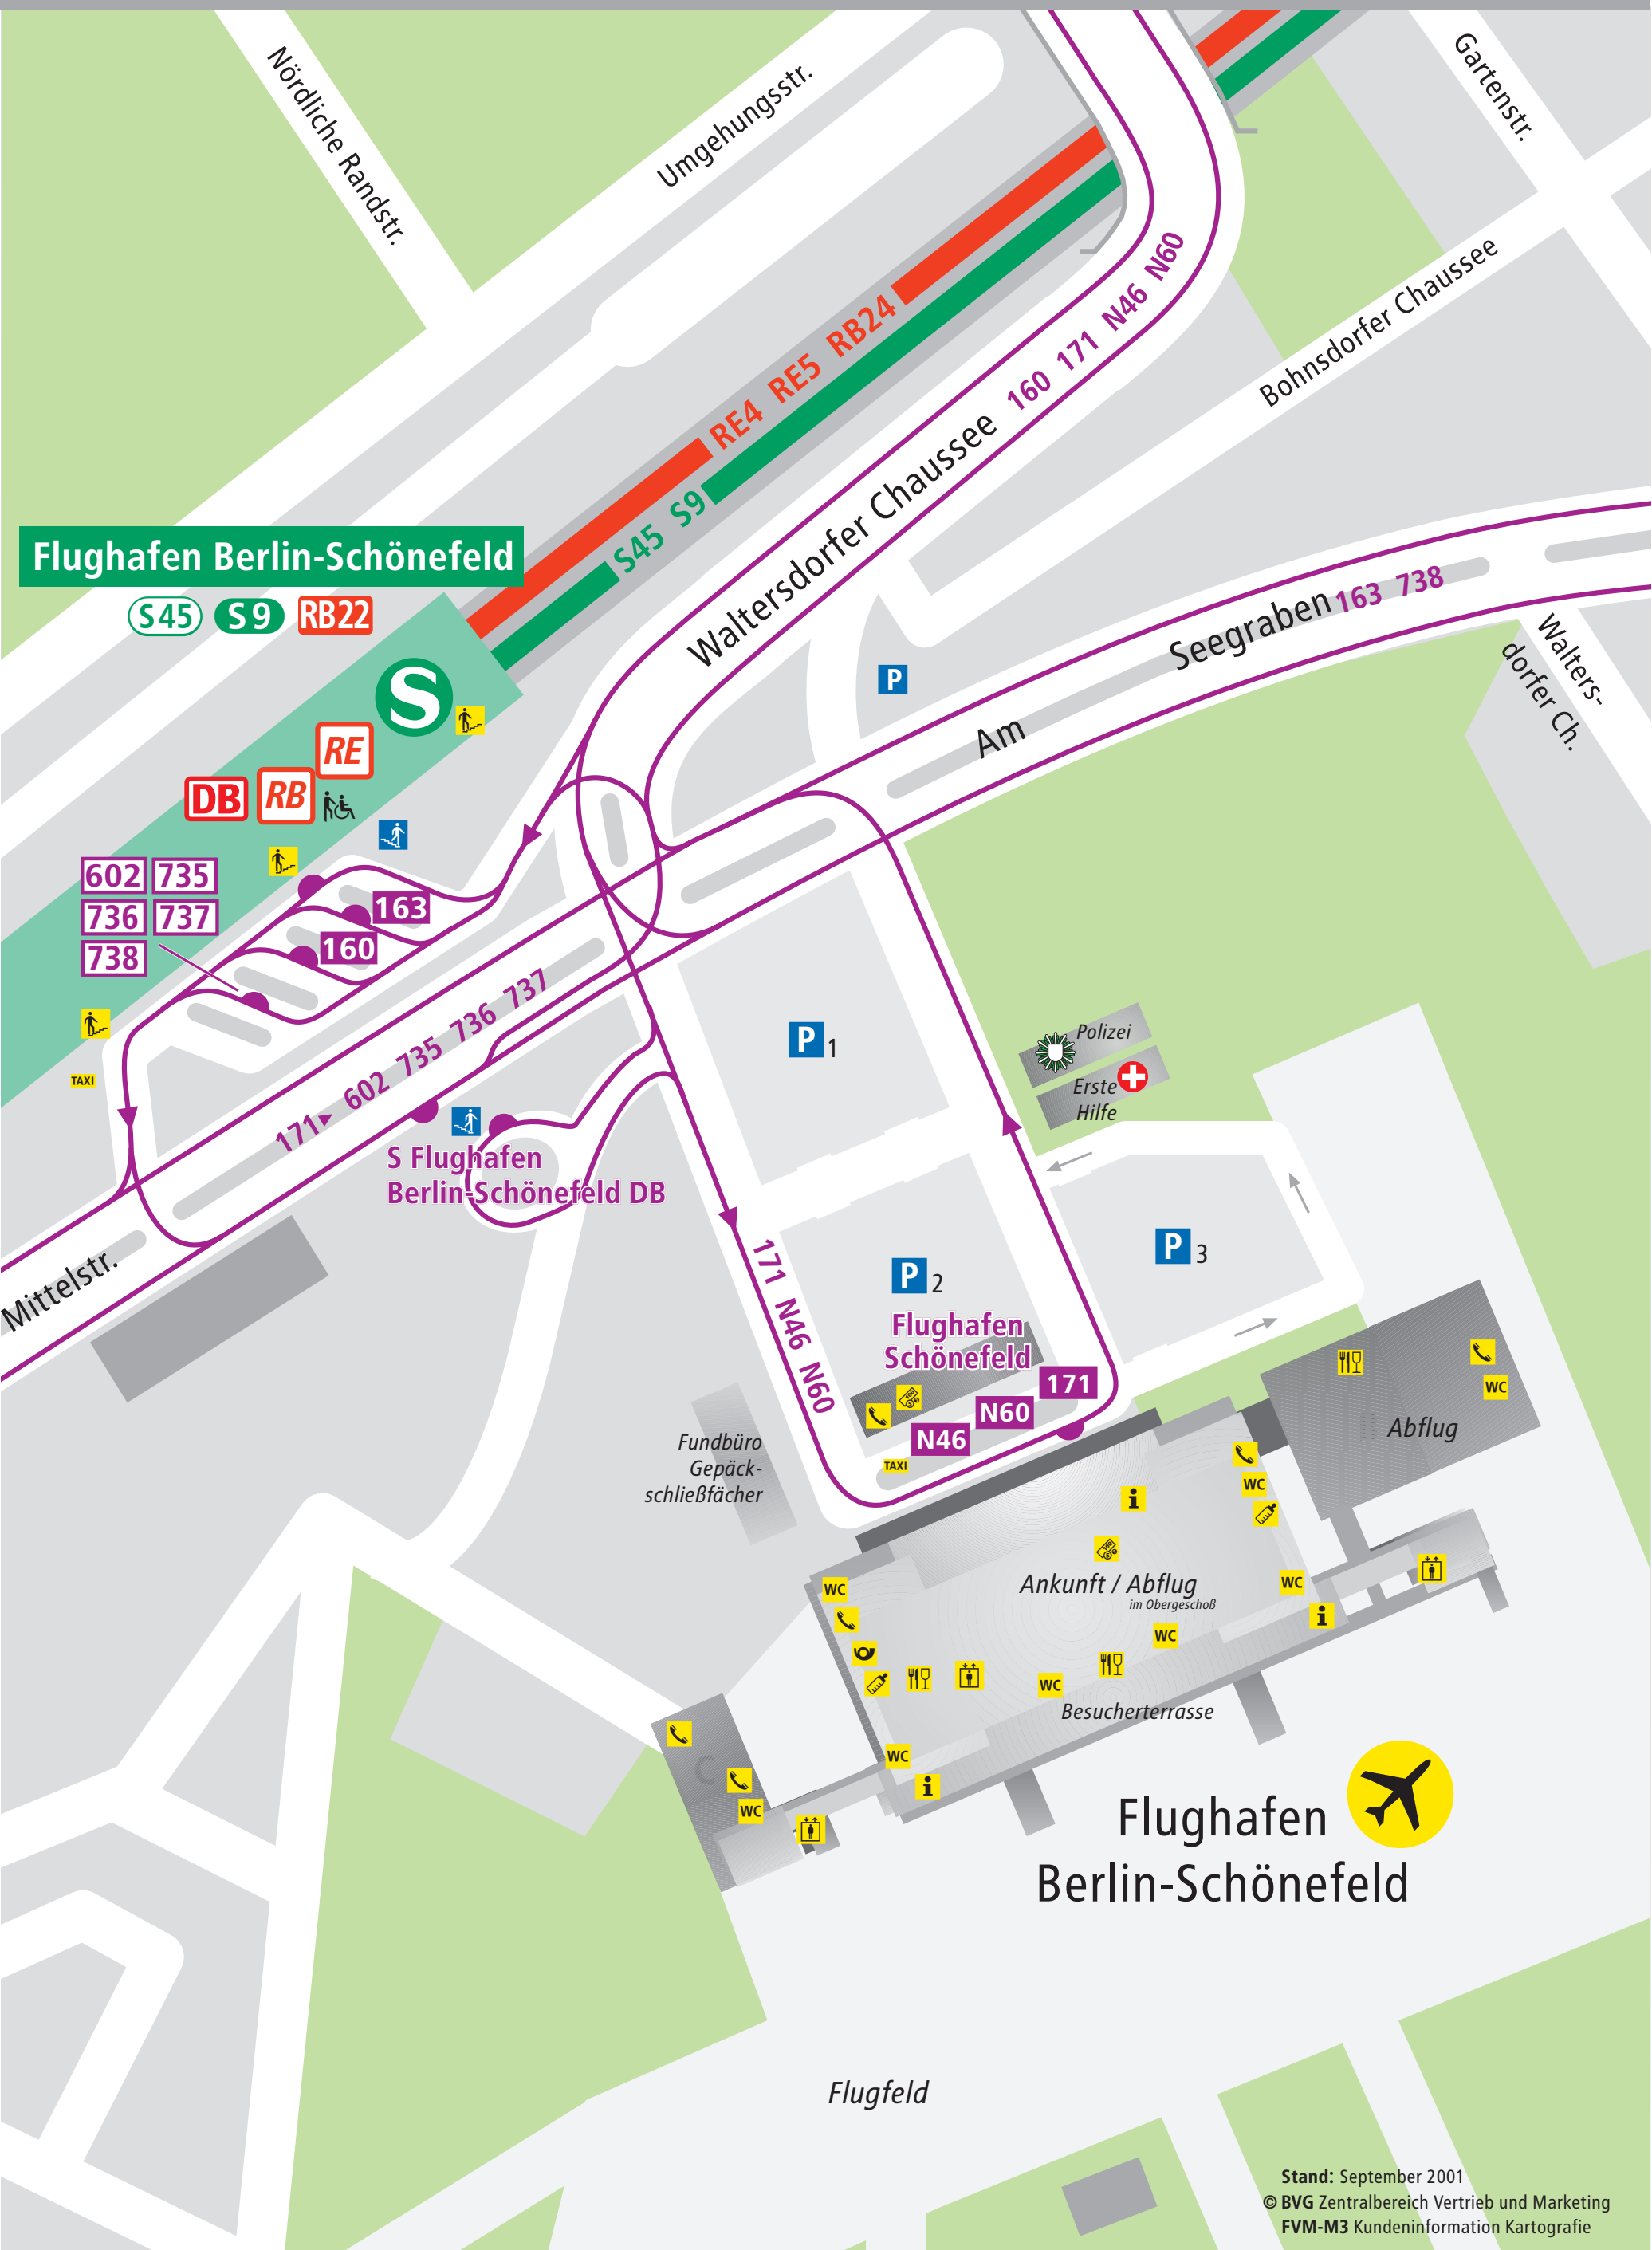 Nördliche Randstr.
Umgehungsstr.
Gartenstr.
Bohnsdorfer Chaussee
160 171 N46 N60
RE4 RE5 RB24
S45 S9
Waltersdorfer Chaussee
Flughafen Berlin-Schönefeld
S45 S9 RB22
S
RE
DB RB
P
Am Seegraben 163 738
Walters-
dorfer Ch.
602 735
736 737
738
163
160
TAXI
171 602 735 736 737
S Flughafen
Berlin-Schönefeld DB
Mittelstr.
P 1
Polizei
Erste
Hilfe
P 2
P 3
171 N46 N60
Flughafen
Schönefeld
171
N60
N46
TAXI
Fundbüro
Gepäck-
schließfächer
WC
B Abflug
i
WC
Ankunft / Abflug
im Obergeschoß
WC
WC
i
WC
WC
Besucherterrasse
WC
i
C
WC
Flughafen
Berlin-Schönefeld
Flugfeld
Stand: September 2001
© BVG Zentralbereich Vertrieb und Marketing
FVM-M3 Kundeninformation Kartografie